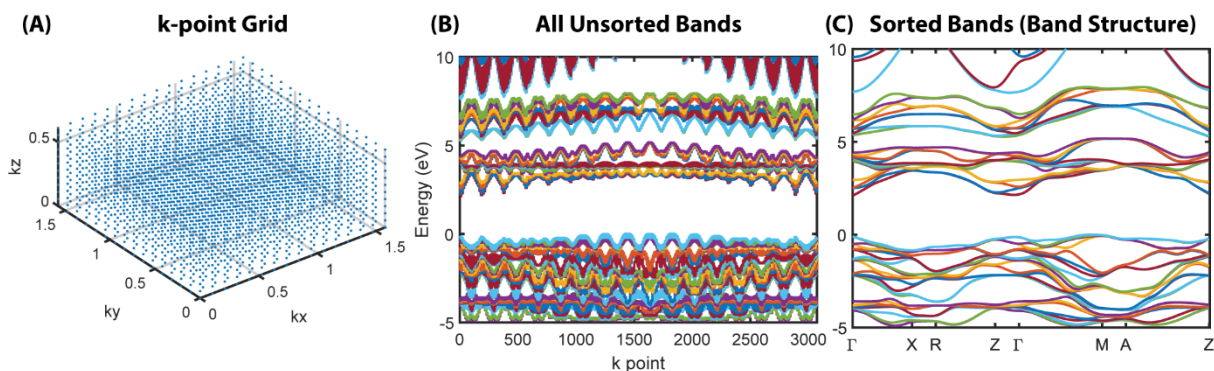 (A) k-point Grid
kz
0.5
0
1.5
1
0.5
0
ky
0
0.5
1
1.5
kx
(B) All Unsorted Bands
Energy (eV)
10
5
0
-5
0 500 1000 1500 2000 2500 3000
k point
(C) Sorted Bands (Band Structure)
10
5
0
-5
Γ X R Z Γ M A Z